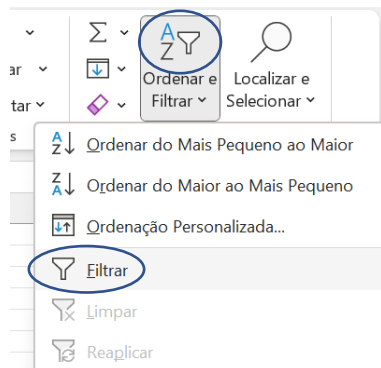 ar
tar
s
Ordenar e
Filtrar
Localizar e
Selecionar
Ordenar do Mais Pequeno ao Maior
Ordenar do Maior ao Mais Pequeno
Ordenação Personalizada...
Filtrar
Limpar
Reaplicar